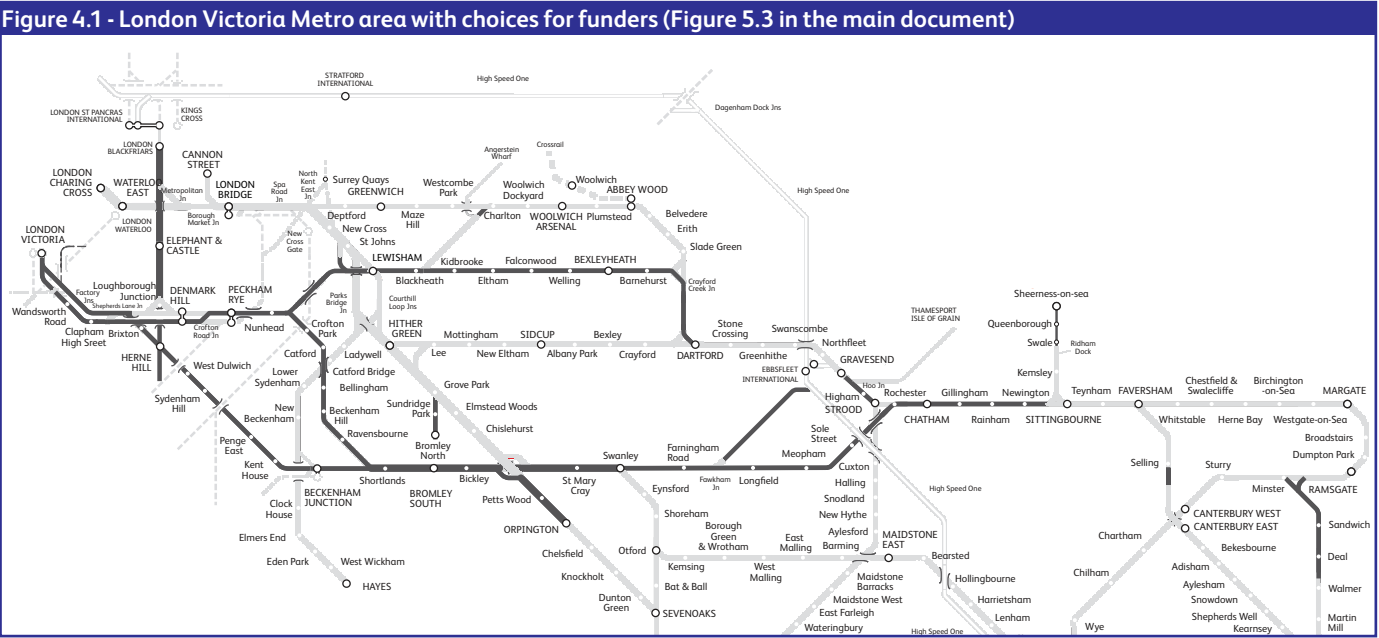 Figure 4.1 - London Victoria Metro area with choices for funders (Figure 5.3 in the main document)
STRATFORD
INTERNATIONAL
High Speed One
Dagenham Dock Jns
LONDON ST PANCRAS
INTERNATIONAL
KINGS
CROSS
LONDON
BLACKFRIARS
CANNON
STREET
LONDON
CHARING
CROSS
WATERLOO
EAST
Metropolitan
Jn
LONDON
BRIDGE
Borough
Market Jn
Spa
Road
Jn
North
Kent
East
Jn
Surrey Quays
GREENWICH
Westcombe
Park
Angerstein
Wharf
Crossrail
Woolwich
Woolwich
Dockyard
ABBEY WOOD
High Speed One
LONDON
WATERLOO
Deptford
Maze
Hill
Charlton
WOOLWICH
ARSENAL
Plumstead
Belvedere
Erith
Slade Green
New Cross
St Johns
New
Cross
Gate
LONDON
VICTORIA
ELEPHANT &
CASTLE
LEWISHAM
Blackheath
Kidbrooke
Eltham
Falconwood
Welling
BEXLEYHEATH
Barnehurst
Crayford
Creek Jn
Factory
Jns
Loughborough
Junction
Shepherds Lane Jn
DENMARK
HILL
PECKHAM
RYE
Parks
Bridge
Jn
Courthill
Loop Jns
Wandsworth
Road
Clapham
High Sreet
Brixton
Crofton
Road Jn
Nunhead
Crofton
Park
HITHER
GREEN
Mottingham
SIDCUP
Bexley
Stone
Crossing
Swanscombe
Northfleet
THAMESPORT
ISLE OF GRAIN
Sheerness-on-sea
Queenborough
Swale
Ridham
Dock
Kemsley
HERNE
HILL
West Dulwich
Catford
Ladywell
Catford Bridge
Lee
New Eltham
Albany Park
Crayford
DARTFORD
Greenhithe
EBBSFLEET
INTERNATIONAL
GRAVESEND
Hoo Jn
Lower
Sydenham
Bellingham
Grove Park
Sydenham
Hill
New
Beckenham
Beckenham
Hill
Sundridge
Park
Elmstead Woods
Chislehurst
Higham
STROOD
Rochester
Gillingham
Newington
Teynham
FAVERSHAM
Chestfield &
Swalecliffe
Birchington
-on-Sea
MARGATE
CHATHAM
Rainham
SITTINGBOURNE
Whitstable
Herne Bay
Westgate-on-Sea
Broadstairs
Dumpton Park
Penge
East
Ravensbourne
Bromley
North
Sole
Street
Kent
House
Farningham
Road
Meopham
Swanley
Cuxton
Selling
Sturry
Shortlands
BROMLEY
SOUTH
Bickley
St Mary
Cray
Fawkham
Jn
Longfield
Halling
Minster
RAMSGATE
BECKENHAM
JUNCTION
Clock
House
Petts Wood
Eynsford
Snodland
High Speed One
Shoreham
New Hythe
CANTERBURY WEST
CANTERBURY EAST
Sandwich
ORPINGTON
Elmers End
Borough
Green
& Wrotham
East
Malling
Aylesford
Barming
MAIDSTONE
EAST
Chartham
Bekesbourne
Chelsfield
Otford
Bearsted
Deal
Eden Park
West Wickham
Kemsing
West
Malling
Chilham
Adisham
HAYES
Knockholt
Bat & Ball
Maidstone
Barracks
Hollingbourne
Aylesham
Walmer
Dunton
Green
SEVENOAKS
Maidstone West
Harrietsham
Snowdown
East Farleigh
Lenham
Shepherds Well
Martin
Mill
Wateringbury
High Speed One
Wye
Kearnsey